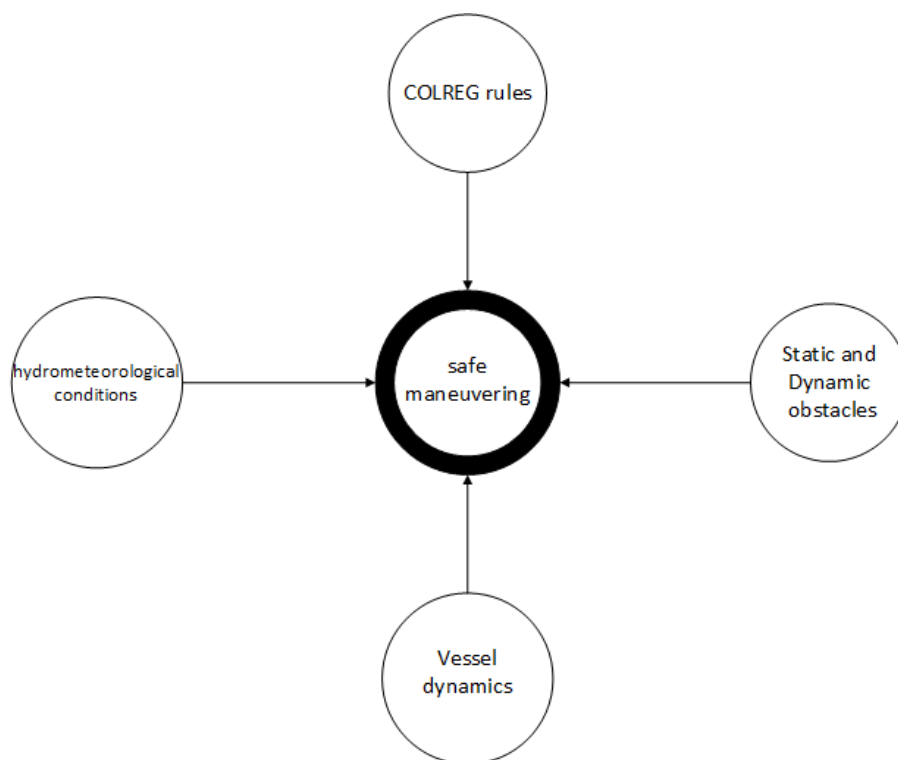 COLREG rules
hydrometeorological
conditions
safe
maneuvering
Static and
Dynamic
obstacles
Vessel
dynamics